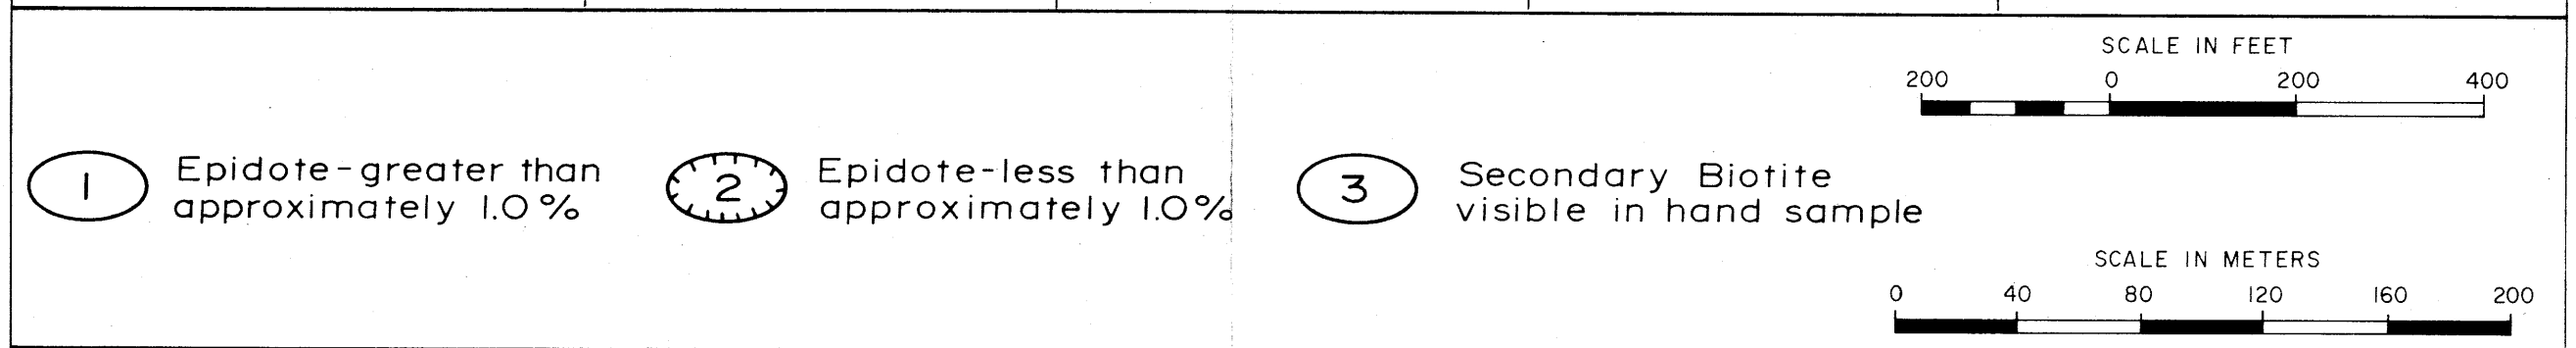 SCALE IN FEET
200 0 200 400
1 Epidote-greater than
approximately 1.0%
2 Epidote-less than
approximately 1.0%
3 Secondary Biotite
visible in hand sample
SCALE IN METERS
0 40 80 120 160 200